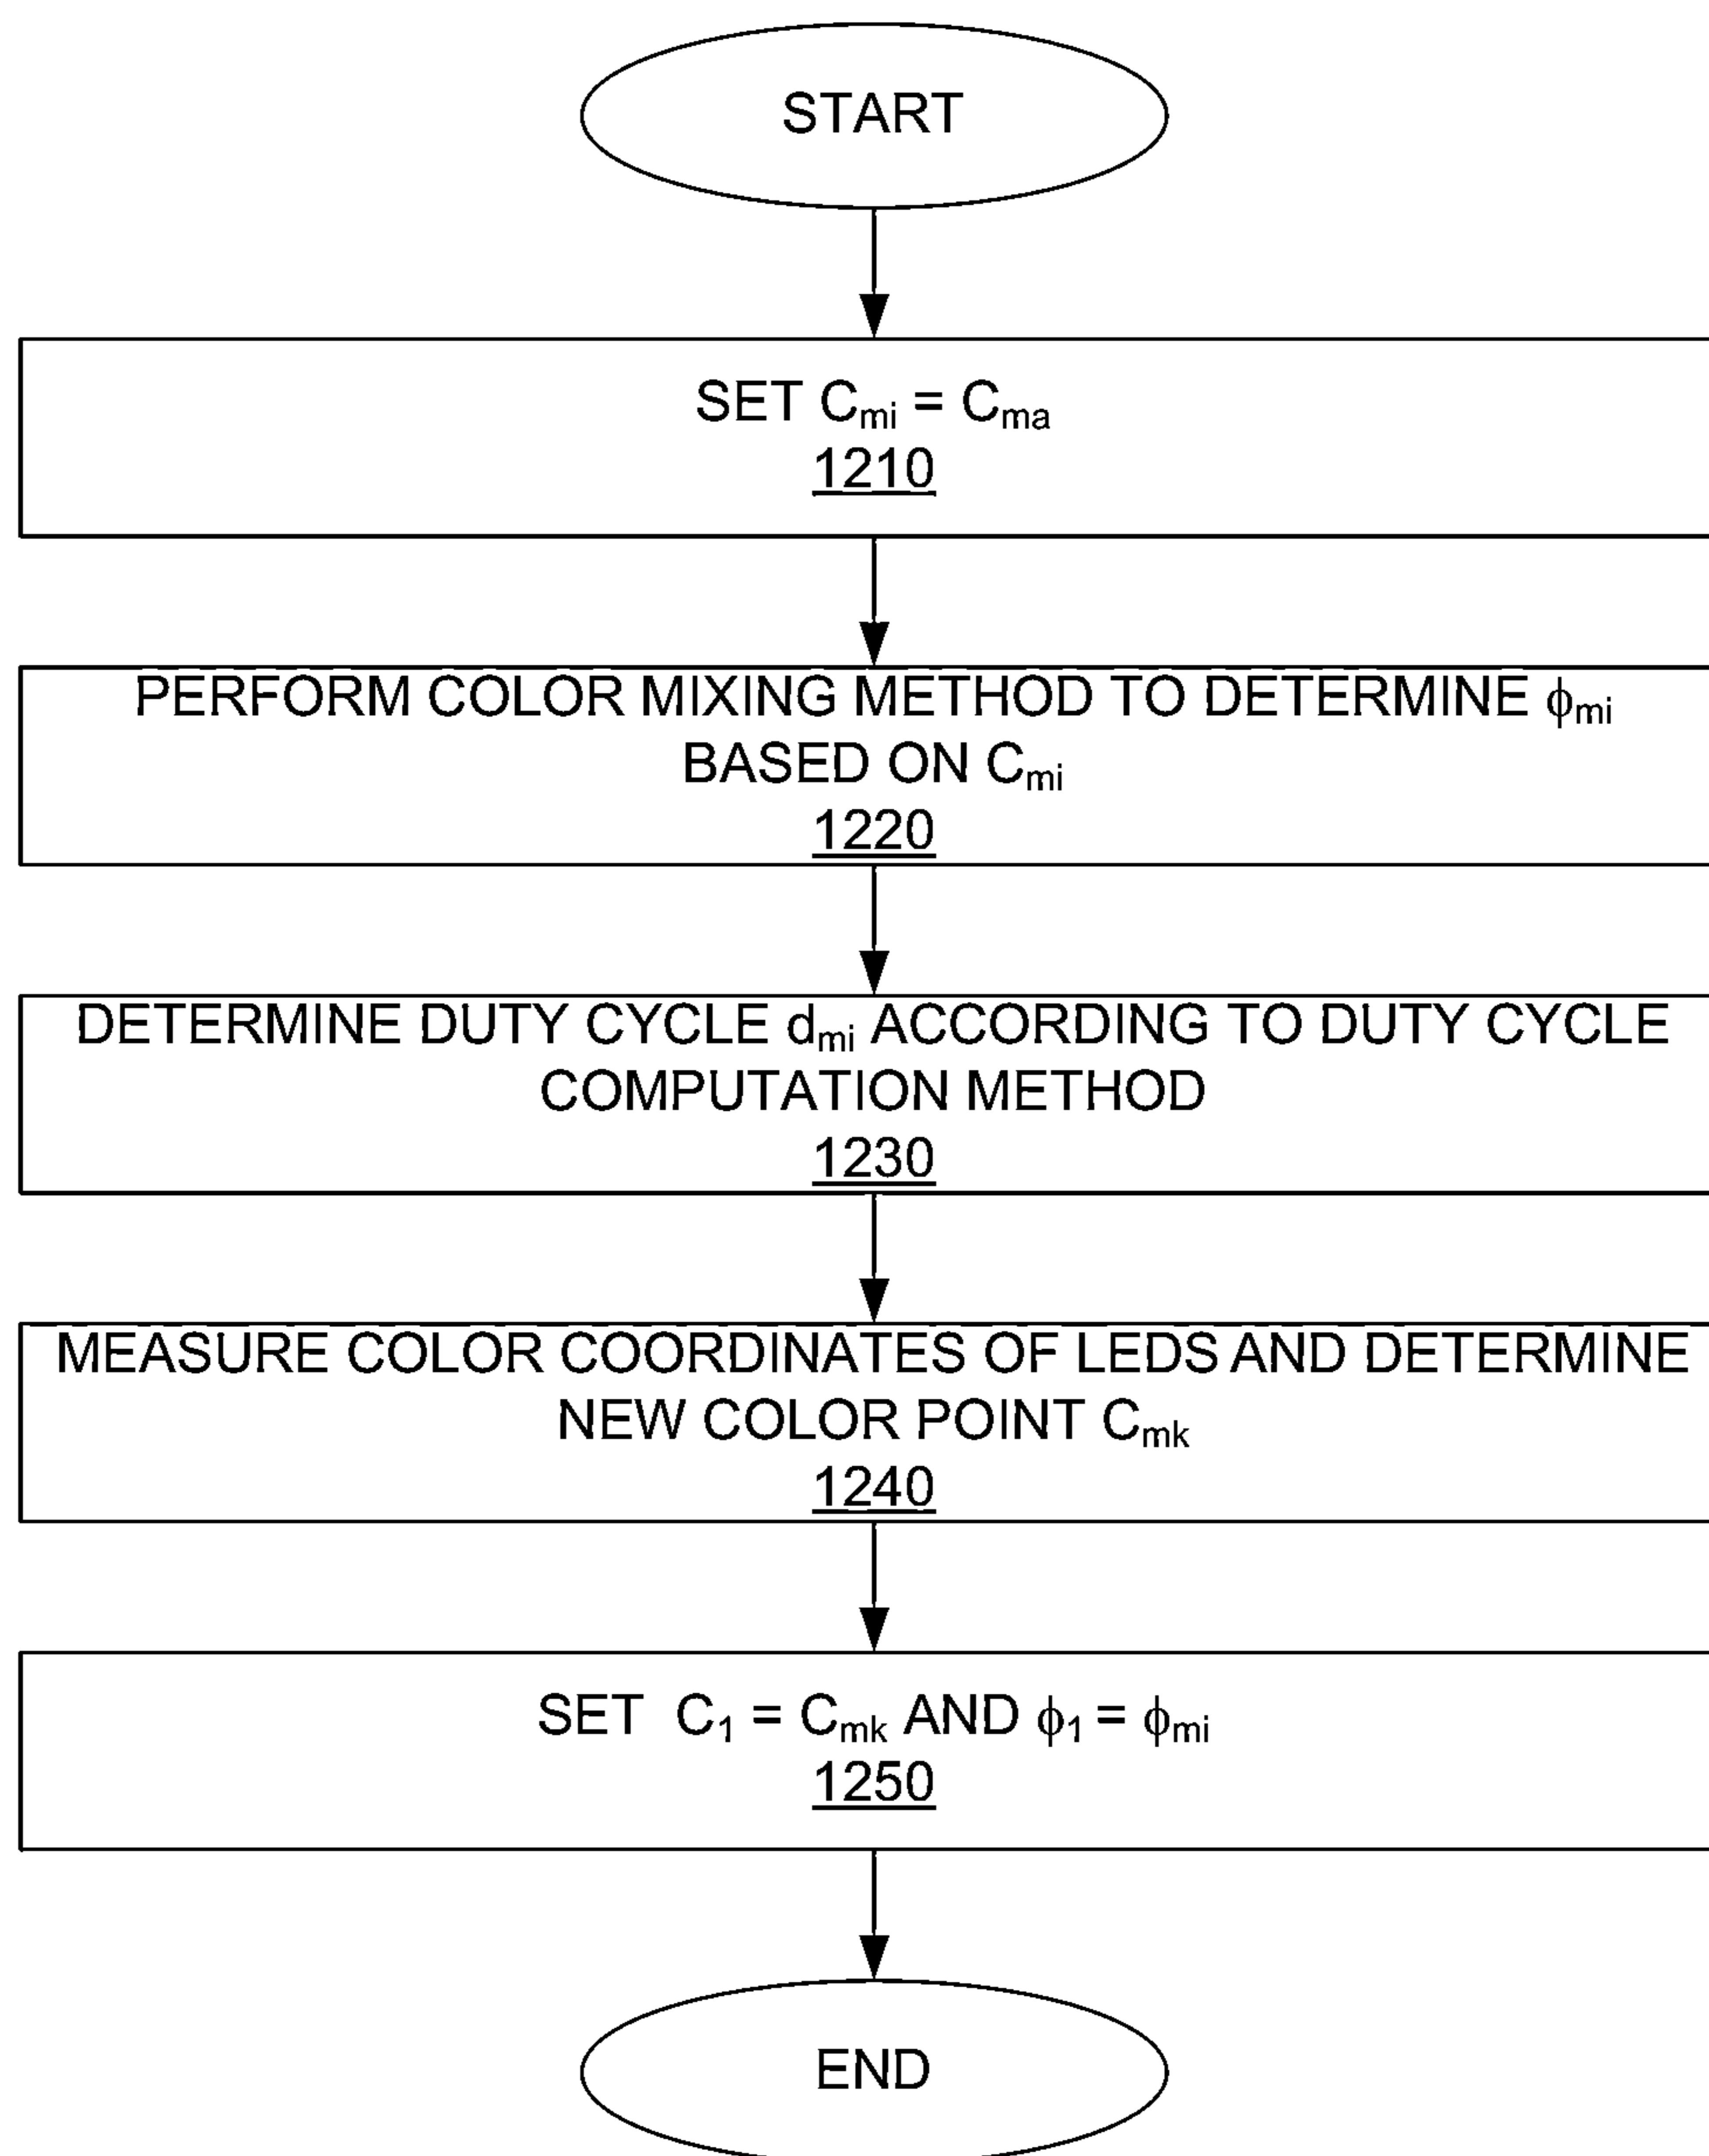 START
SET Cmi = Cma
1210
PERFORM COLOR MIXING METHOD TO DETERMINE ϕmi
BASED ON Cmi
1220
DETERMINE DUTY CYCLE dmi ACCORDING TO DUTY CYCLE
COMPUTATION METHOD
1230
MEASURE COLOR COORDINATES OF LEDS AND DETERMINE
NEW COLOR POINT Cmk
1240
SET C1 = Cmk AND ϕ1 = ϕmi
1250
END